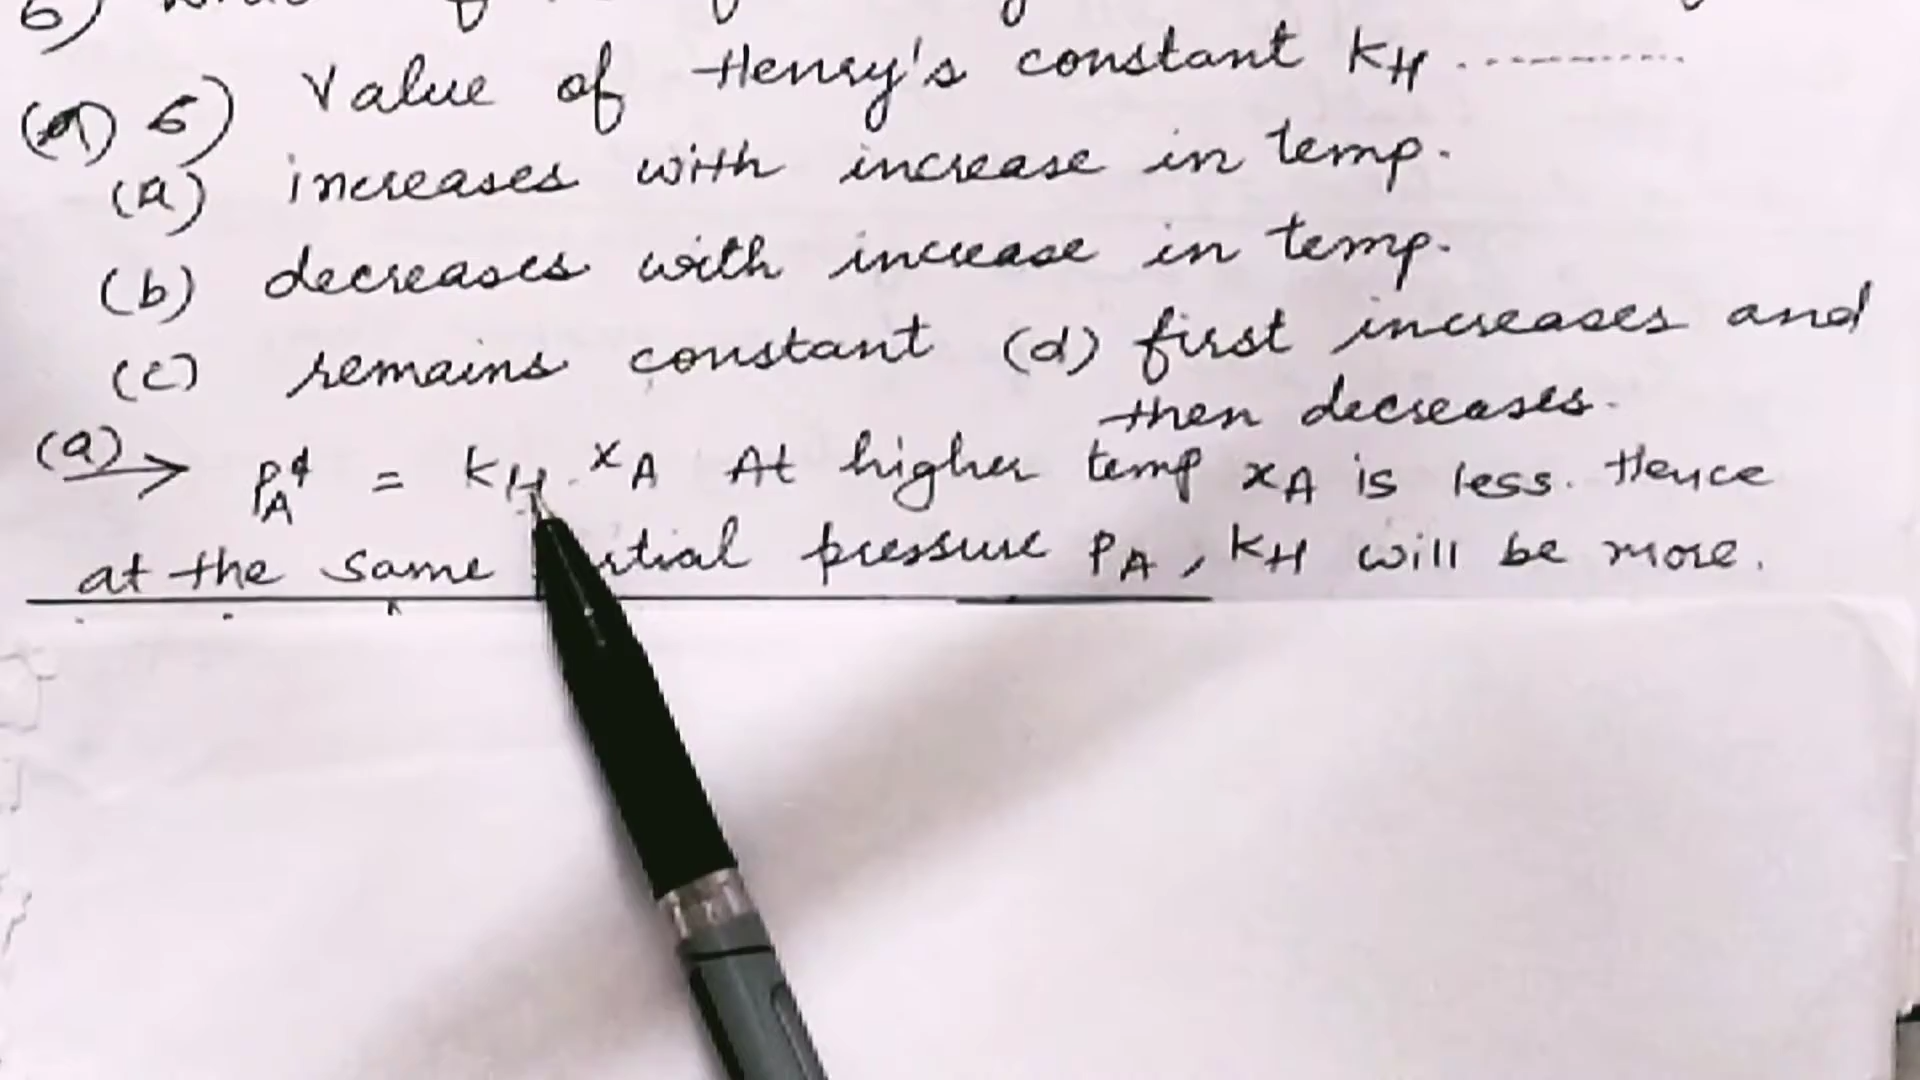 6)
5) Value of Henry's constant KH ............
(a) increases with increase in temp.
(b) decreases with increase in temp.
(c) remains constant (d) first increases and
then decreases.
(a) → PA = KH . xA At higher temp xA is less. Hence
at the same pressure PA, KH will be more.